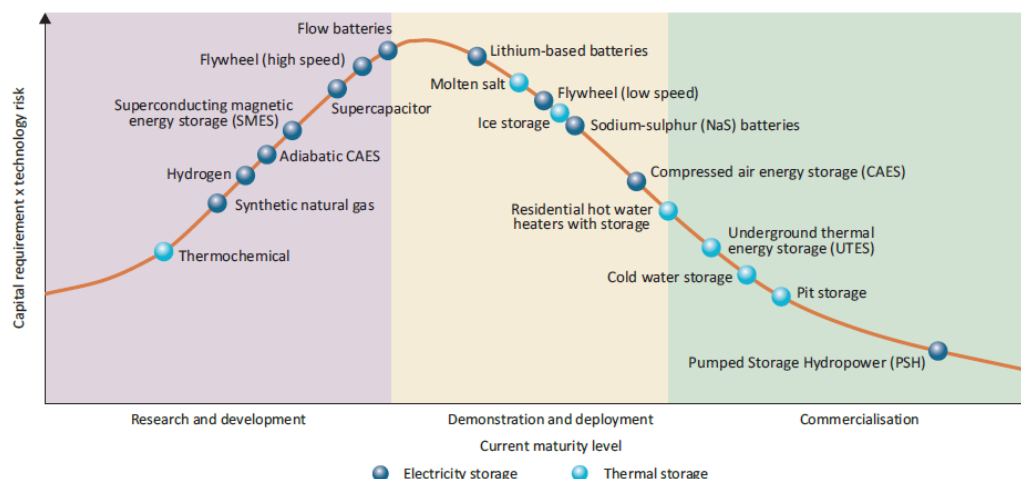 Capital requirement x technology risk
Flow batteries
Flywheel (high speed)
Supercapacitor
Superconducting magnetic
energy storage (SMES)
Adiabatic CAES
Hydrogen
Synthetic natural gas
Thermochemical
Lithium-based batteries
Molten salt
Flywheel (low speed)
Ice storage
Sodium-sulphur (NaS) batteries
Compressed air energy storage (CAES)
Residential hot water
heaters with storage
Underground thermal
energy storage (UTES)
Cold water storage
Pit storage
Pumped Storage Hydropower (PSH)
Research and development
Demonstration and deployment
Commercialisation
Current maturity level
Electricity storage
Thermal storage